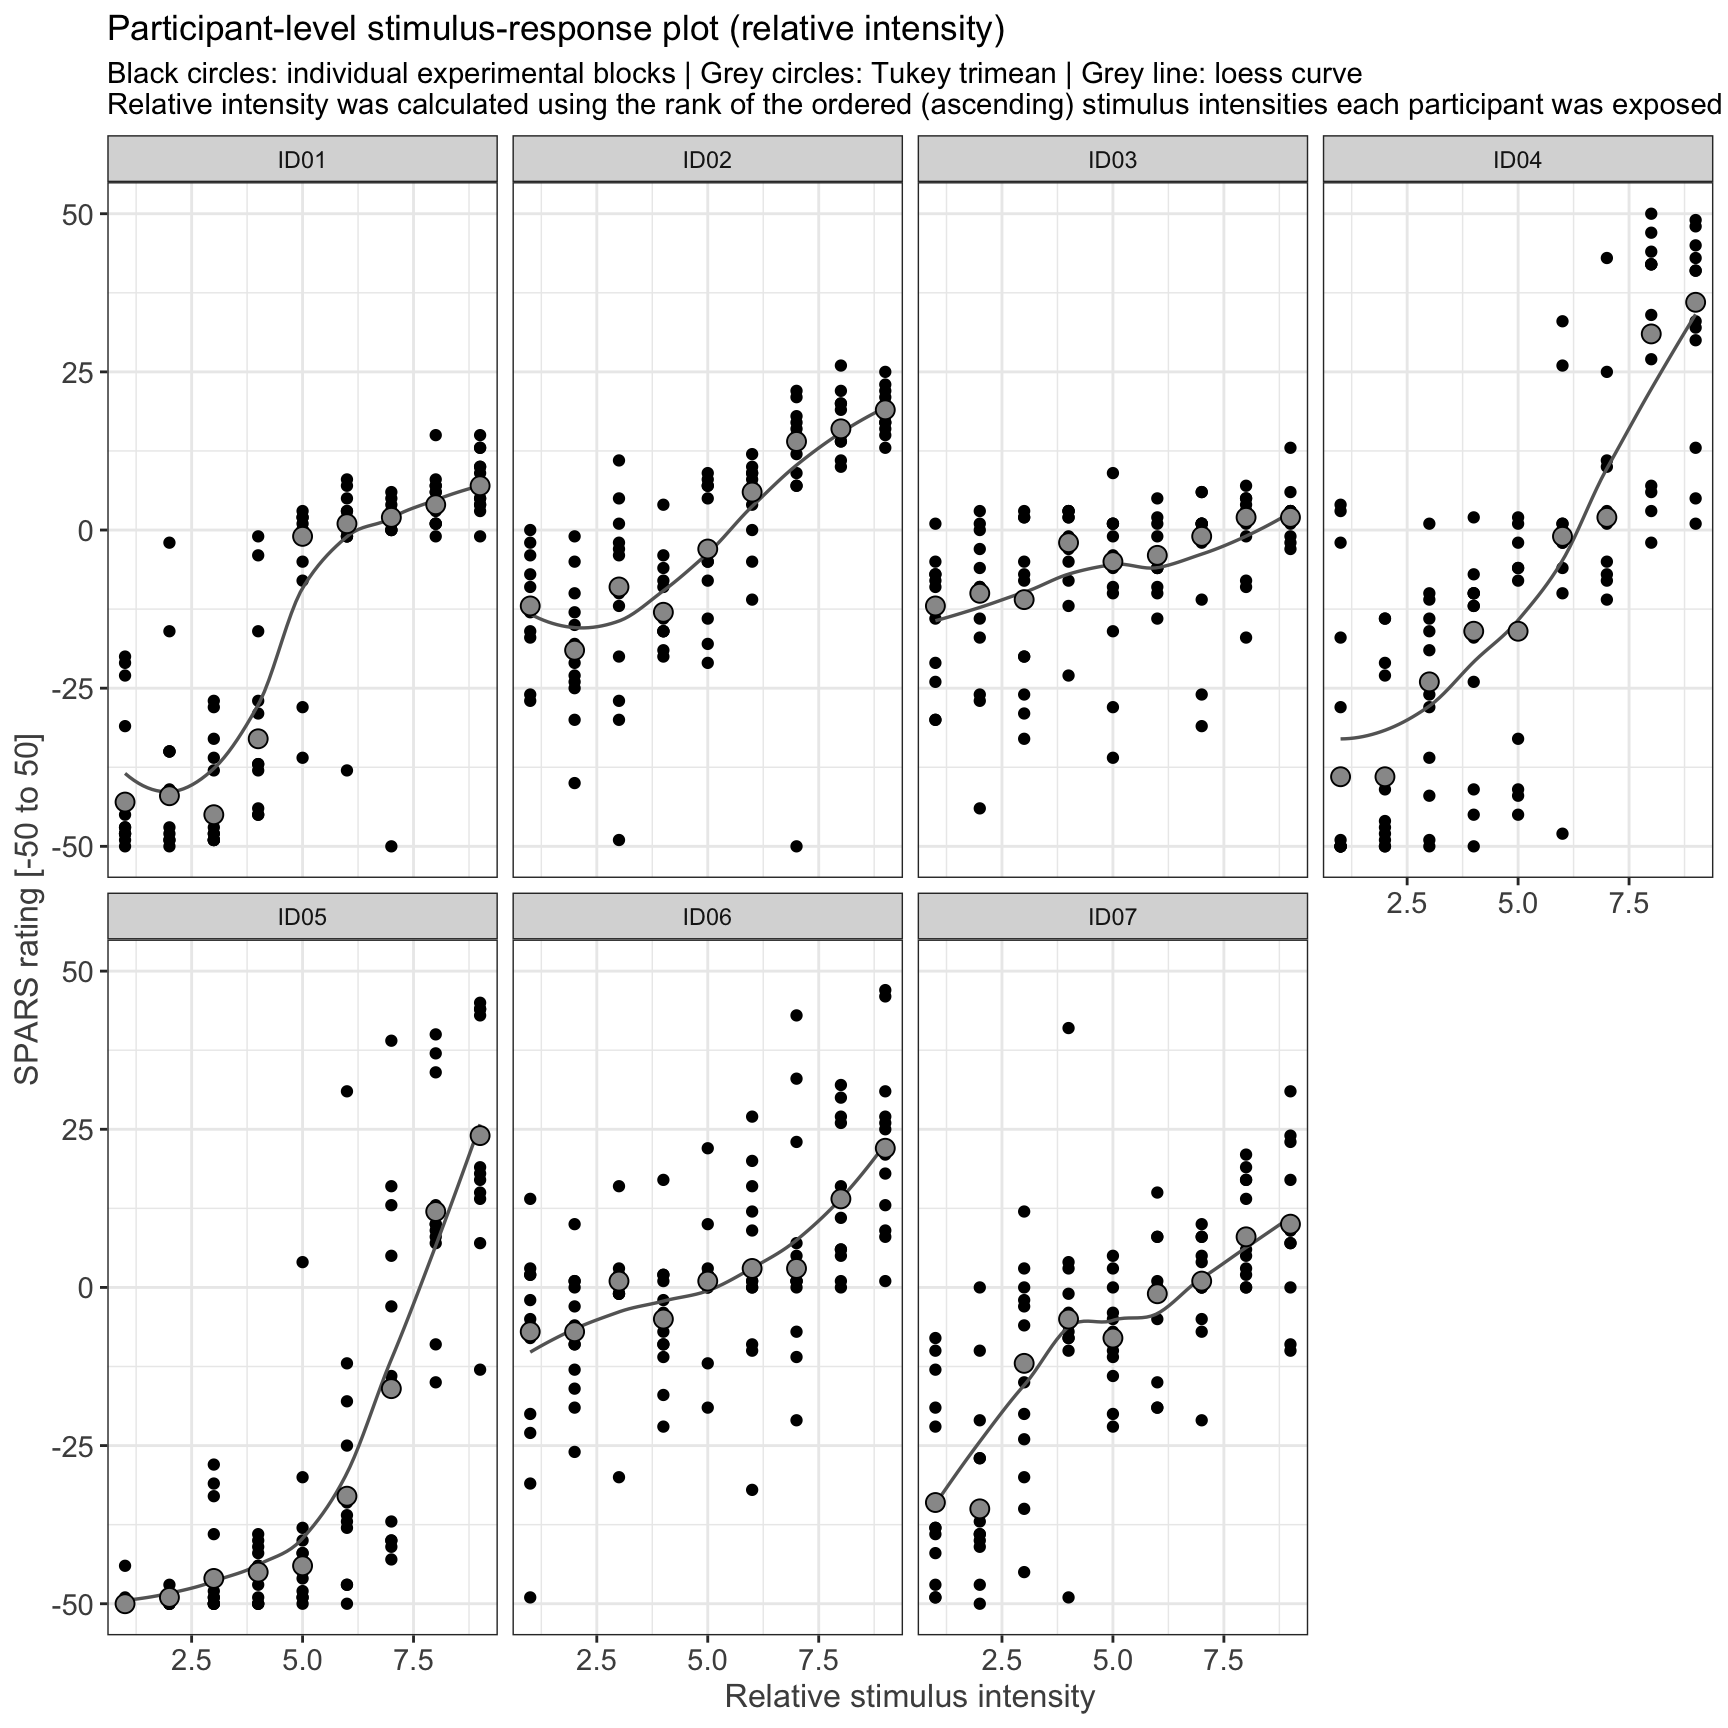 Participant-level stimulus-response plot (relative intensity)
Black circles: individual experimental blocks | Grey circles: Tukey trimean | Grey line: loess curve
Relative intensity was calculated using the rank of the ordered (ascending) stimulus intensities each participant was exposed
ID01
ID02
ID03
ID04
50
25
0
-25
-50
2.5
5.0
7.5
SPARS rating [-50 to 50]
ID05
ID06
ID07
50
25
0
-25
-50
2.5
5.0
7.5
2.5
5.0
7.5
2.5
5.0
7.5
Relative stimulus intensity